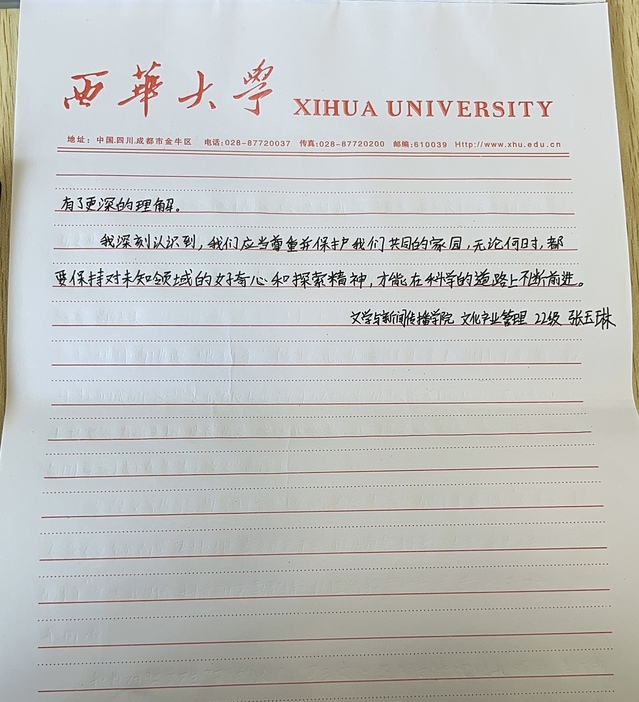 西華大學 XIHUA UNIVERSITY
地址：中国.四川.成都市金牛区 电话:028-87720037 传真:028-87720200 邮编:610039 Http://www.xhu.edu.cn
有了更深的理解。
我深刻认识到，我们应当尊重并保护我们共同的家园，无论何时，都
要保持对未知领域的好奇心和探索精神，才能在科学的道路上不断前进。
文学与新闻传播学院 文化产业管理 22级 张玉琳